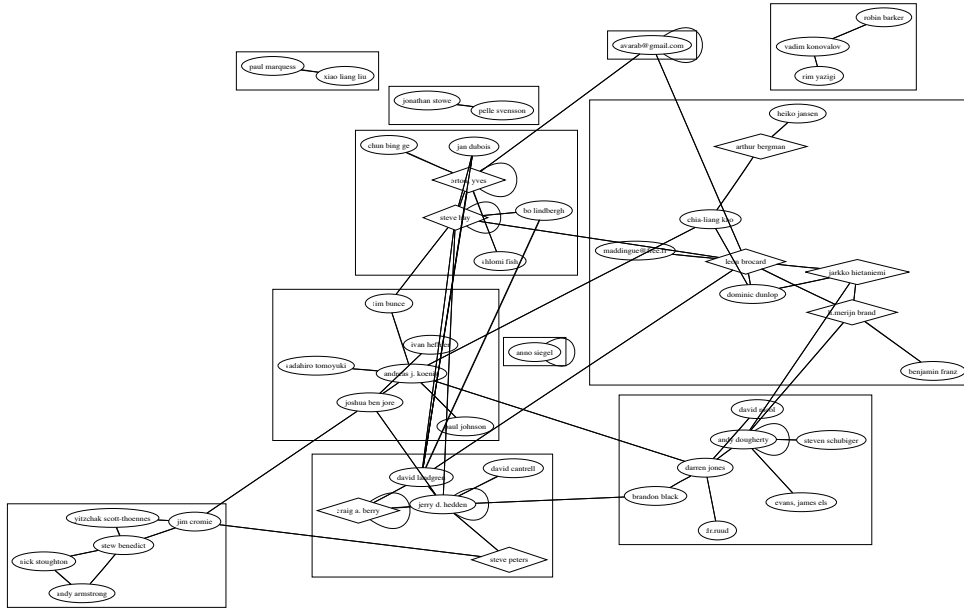 robin barker
avarab@gmail.com
vadim konovalov
paul marquess
xiao liang liu
rim yazigi
jonathan stowe
pelle svensson
heiko jansen
chun bing ge
jan dubois
arthur bergman
yves
bo lindbergh
steve hay
chia-liang kao
maddingue@free.fr
shlomi fish
leon brocard
jarkko hietaniemi
dominic dunlop
tim bunce
h.merijn brand
ivan
anno siegel
sadahiro tomoyuki
andreas j. koenig
benjamin franz
joshua ben jore
david nicol
paul johnson
andy dougherty
steven schubiger
david cantrell
darren jones
david landgren
brandon black
jerry d. hedden
evans, james els
craig a. berry
yitzchak scott-thoennes
jim cromie
dr.ruud
stew benedict
steve peters
nick stoughton
andy armstrong